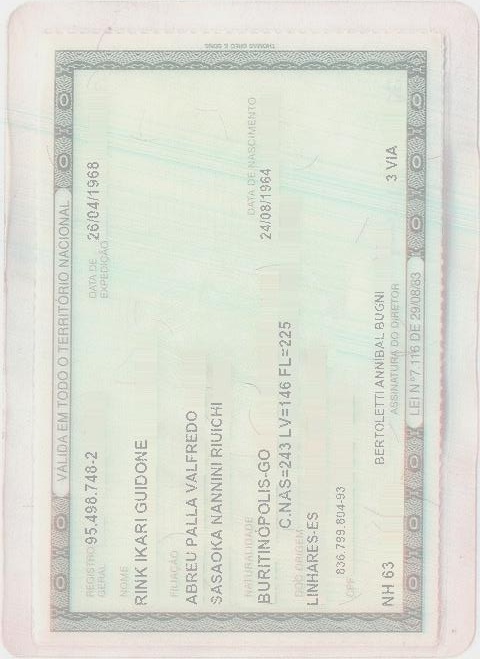 THOMAS GREG & SONS
VÁLIDA EM TODO O TERRITÓRIO NACIONAL
REGISTRO GERAL 95.498.748-2
DATA DE EXPEDIÇÃO 26/04/1968
NOME
RINK IKARI GUIDONE
FILIAÇÃO
ABREU PALLA VALFREDO
SASAOKA NANNINI RIUICHI
NATURALIDADE
DATA DE NASCIMENTO
BURITINÓPOLIS-GO
24/08/1964
DOC ORIGEM
C.NAS=243 LV=146 FL=225
LINHARES-ES
CPF
836.799.804-93
NH 63
3 VIA
BERTOLETTI ANNIBAL BUGNI
ASSINATURA DO DIRETOR
LEI Nº 7.116 DE 29/08/83